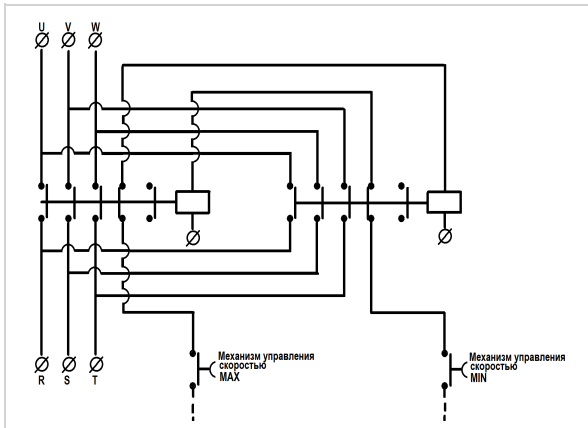 U V W
R S T
Механизм управления
скоростью
MAX
Механизм управления
скоростью
MIN